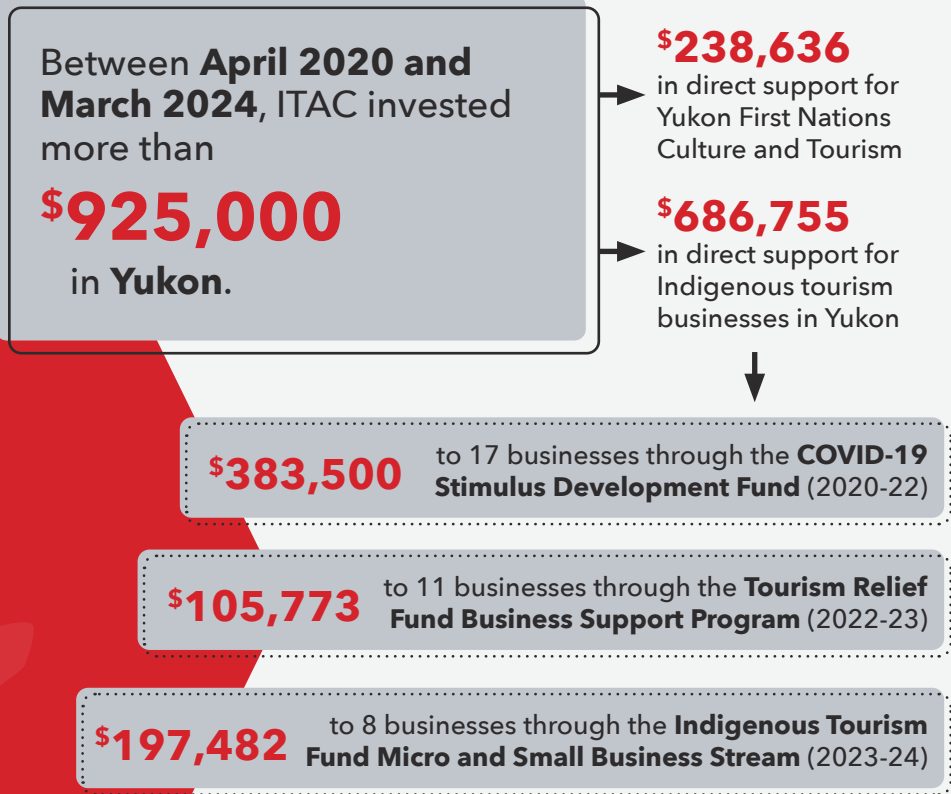 Between April 2020 and
March 2024, ITAC invested
more than
$925,000
in Yukon.
$238,636
in direct support for
Yukon First Nations
Culture and Tourism
$686,755
in direct support for
Indigenous tourism
businesses in Yukon
$383,500
to 17 businesses through the COVID-19
Stimulus Development Fund (2020-22)
$105,773
to 11 businesses through the Tourism Relief
Fund Business Support Program (2022-23)
$197,482
to 8 businesses through the Indigenous Tourism
Fund Micro and Small Business Stream (2023-24)